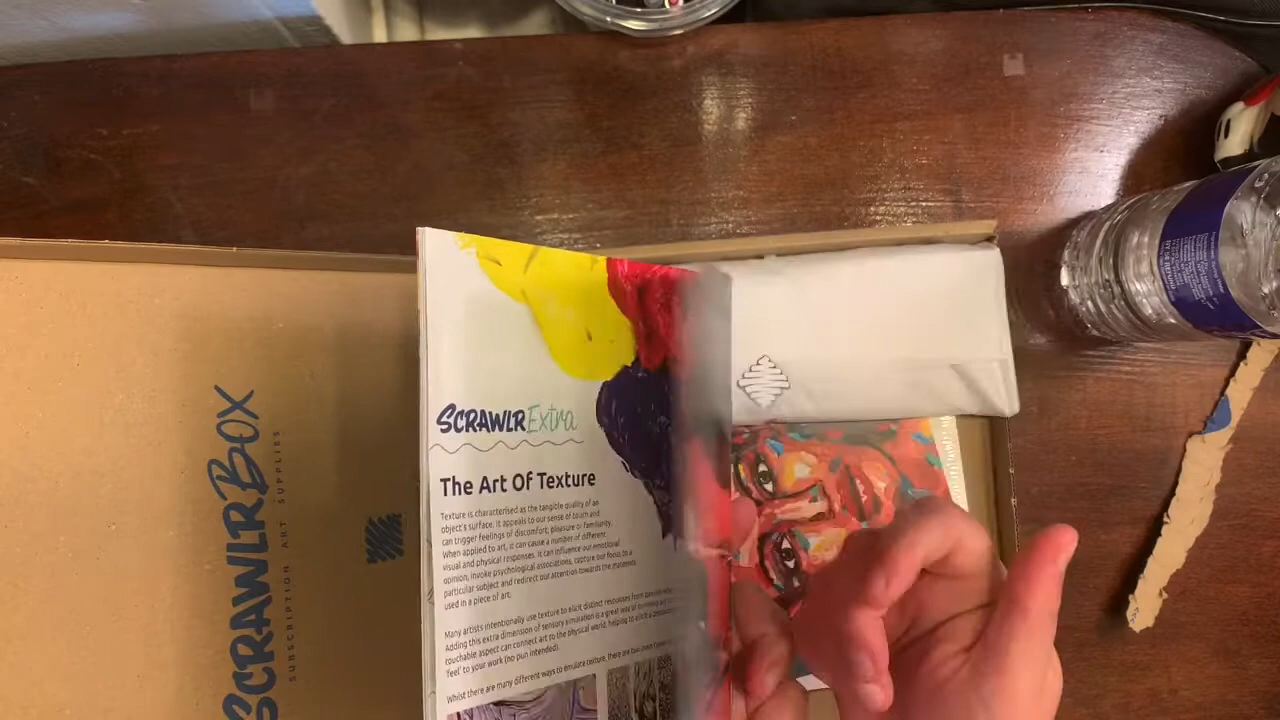 SCRAWLRBOX
SUBSCRIPTION ART SUPPLIES
SCRAWLR Extra
The Art Of Texture
Texture is characterised as the tangible quality of an
object's surface. It appeals to our sense of touch and
can trigger feelings of discomfort, pleasure or familiarity.
When applied to art, it can cause a number of different
visual and physical responses. It can influence our emotional
opinion, invoke psychological associations, capture our focus on a
particular subject and redirect our attention towards the materials
used in a piece of art.
Many artists intentionally use texture to elicit distinct responses from
Adding this extra dimension of sensory simulation is a great way of
touchable aspect can connect art to the physical world, helping to
'feel' to your work (no pun intended).
Whilst there are many different ways to emulate texture, there are two